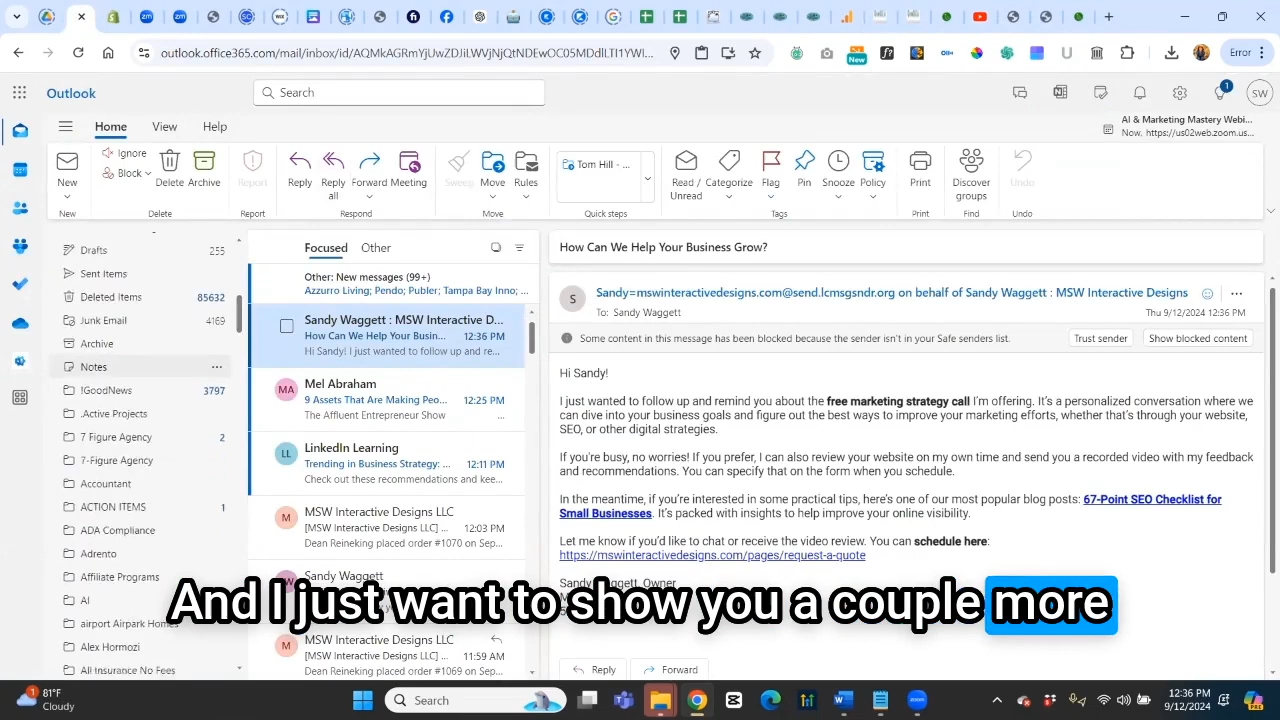 outlook.office365.com/mail/inbox/id/AQMkAGRmYjUwZDJiLWVjNjQtNDEwOC05MDdlLTI1YWI...
New
Error
Outlook
Search
1
SW
Home
View
Help
AI & Marketing Mastery Webi...
Now, https://us02web.zoom.us...
New
Ignore
Block
Delete
Archive
Report
Reply
Reply all
Forward
Meeting
Sweep
Move
Rules
Tom Hill - ...
Read / Unread
Categorize
Flag
Pin
Snooze
Policy
Print
Discover groups
Undo
New
Delete
Report
Respond
Move
Quick steps
Tags
Print
Find
Undo
Drafts 255
Sent Items
Deleted Items 85632
Junk Email 4169
Archive
Notes
!GoodNews 3797
.Active Projects
7 Figure Agency 2
7-Figure Agency
Accountant
ACTION ITEMS 1
ADA Compliance
Adrento
Affiliate Programs
AI
airport Airpark Homes
Alex Hormozi
All Insurance No Fees
Focused
Other
Other: New messages (99+)
Azzurro Living; Pendo; Publer; Tampa Bay Inno; ...
Sandy Waggett : MSW Interactive D...
How Can We Help Your Busin... 12:36 PM
Hi Sandy! I just wanted to follow up and re...
MA
Mel Abraham
9 Assets That Are Making Peo... 12:25 PM
The Affluent Entrepreneur Show ...
LL
LinkedIn Learning
Trending in Business Strategy: ... 12:11 PM
Check out these recommendations and kee...
M
MSW Interactive Designs LLC
[MSW Interactive Designs LLC] ... 12:03 PM
Dean Reineking placed order #1070 on Sep...
Sandy Waggett
M
MSW Interactive Designs LLC
[MSW Interactive Designs LLC] ... 11:59 AM
Dean Reineking placed order #1069 on Sep...
How Can We Help Your Business Grow?
S
Sandy=mswinteractivedesigns.com@send.lcmsgsndr.org on behalf of Sandy Waggett : MSW Interactive Designs
To: Sandy Waggett
Thu 9/12/2024 12:36 PM
Some content in this message has been blocked because the sender isn't in your Safe senders list.
Trust sender
Show blocked content
Hi Sandy!
I just wanted to follow up and remind you about the free marketing strategy call I'm offering. It's a personalized conversation where we
can dive into your business goals and figure out the best ways to improve your marketing efforts, whether that's through your website,
SEO, or other digital strategies.
If you're busy, no worries! If you prefer, I can also review your website on my own time and send you a recorded video with my feedback
and recommendations. You can specify that on the form when you schedule.
In the meantime, if you're interested in some practical tips, here's one of our most popular blog posts: 67-Point SEO Checklist for
Small Businesses. It's packed with insights to help improve your online visibility.
Let me know if you'd like to chat or receive the video review. You can schedule here:
https://mswinteractivedesigns.com/pages/request-a-quote
Sandy Waggett, Owner
And I just want to show you a couple more
Reply
Forward
1
81°F
Cloudy
Search
12:36 PM
9/12/2024